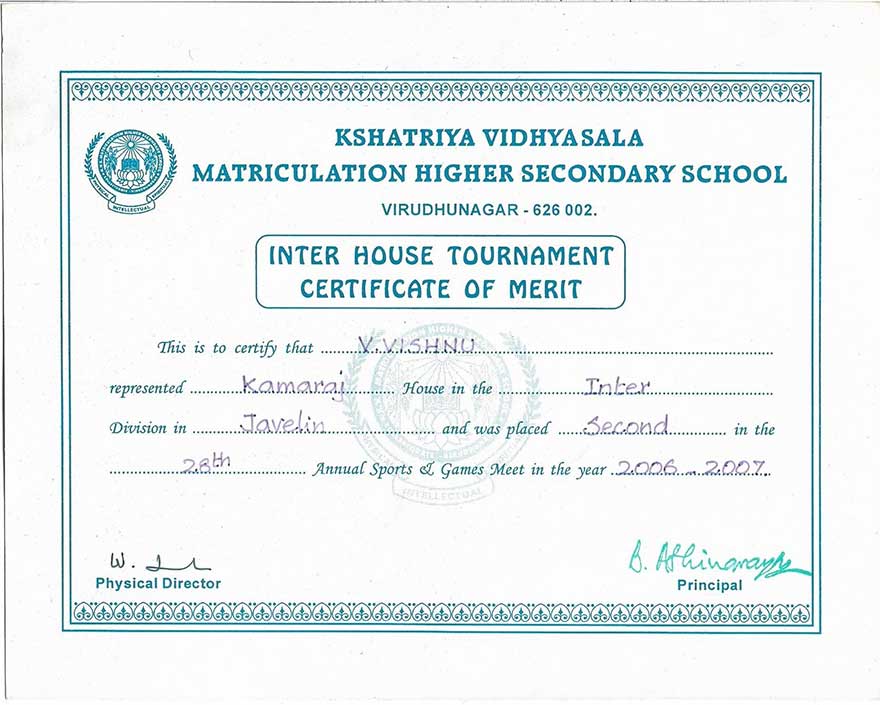 KSHATRIYA VIDHYASALA
MATRICULATION HIGHER SECONDARY SCHOOL
VIRUDHUNAGAR - 626 002.
INTER HOUSE TOURNAMENT
CERTIFICATE OF MERIT
This is to certify that V.VISHNU
represented Kamaraj House in the Inter
Division in Javelin and was placed Second in the
28th Annual Sports & Games Meet in the year 2006 - 2007.
W.
B.
Physical Director
Principal
INTELLECTUAL
INTELLECTUAL